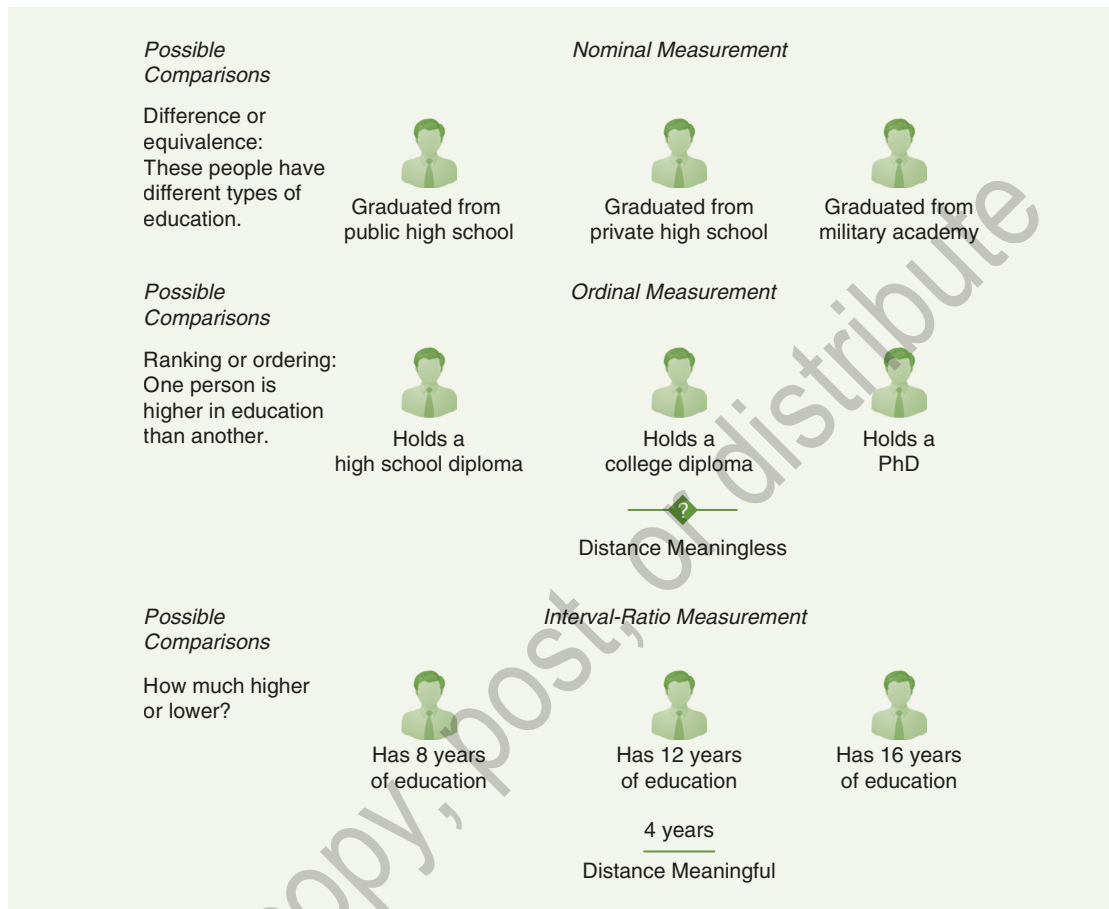 Possible
Comparisons
Nominal Measurement
Difference or
equivalence:
These people have
different types of
education.
Graduated from
public high school
Graduated from
private high school
Graduated from
military academy
Possible
Comparisons
Ordinal Measurement
Ranking or ordering:
One person is
higher in education
than another.
Holds a
high school diploma
Holds a
college diploma
Holds a
PhD
?
Distance Meaningless
Possible
Comparisons
Interval-Ratio Measurement
How much higher
or lower?
Has 8 years
of education
Has 12 years
of education
Has 16 years
of education
4 years
Distance Meaningful
copy, post, or distribute